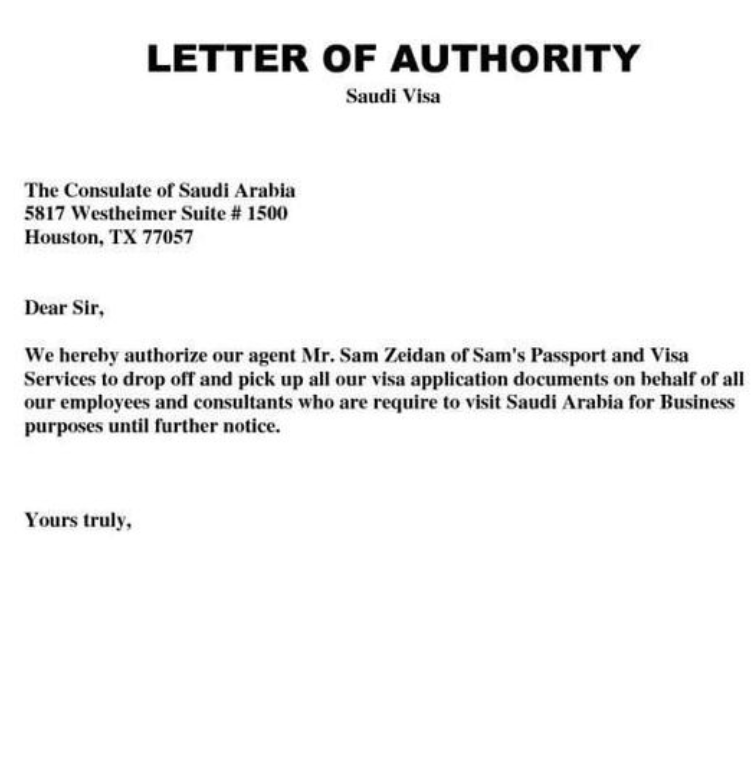 LETTER OF AUTHORITY
Saudi Visa
The Consulate of Saudi Arabia
5817 Westheimer Suite # 1500
Houston, TX 77057
Dear Sir,
We hereby authorize our agent Mr. Sam Zeidan of Sam's Passport and Visa
Services to drop off and pick up all our visa application documents on behalf of all
our employees and consultants who are require to visit Saudi Arabia for Business
purposes until further notice.
Yours truly,